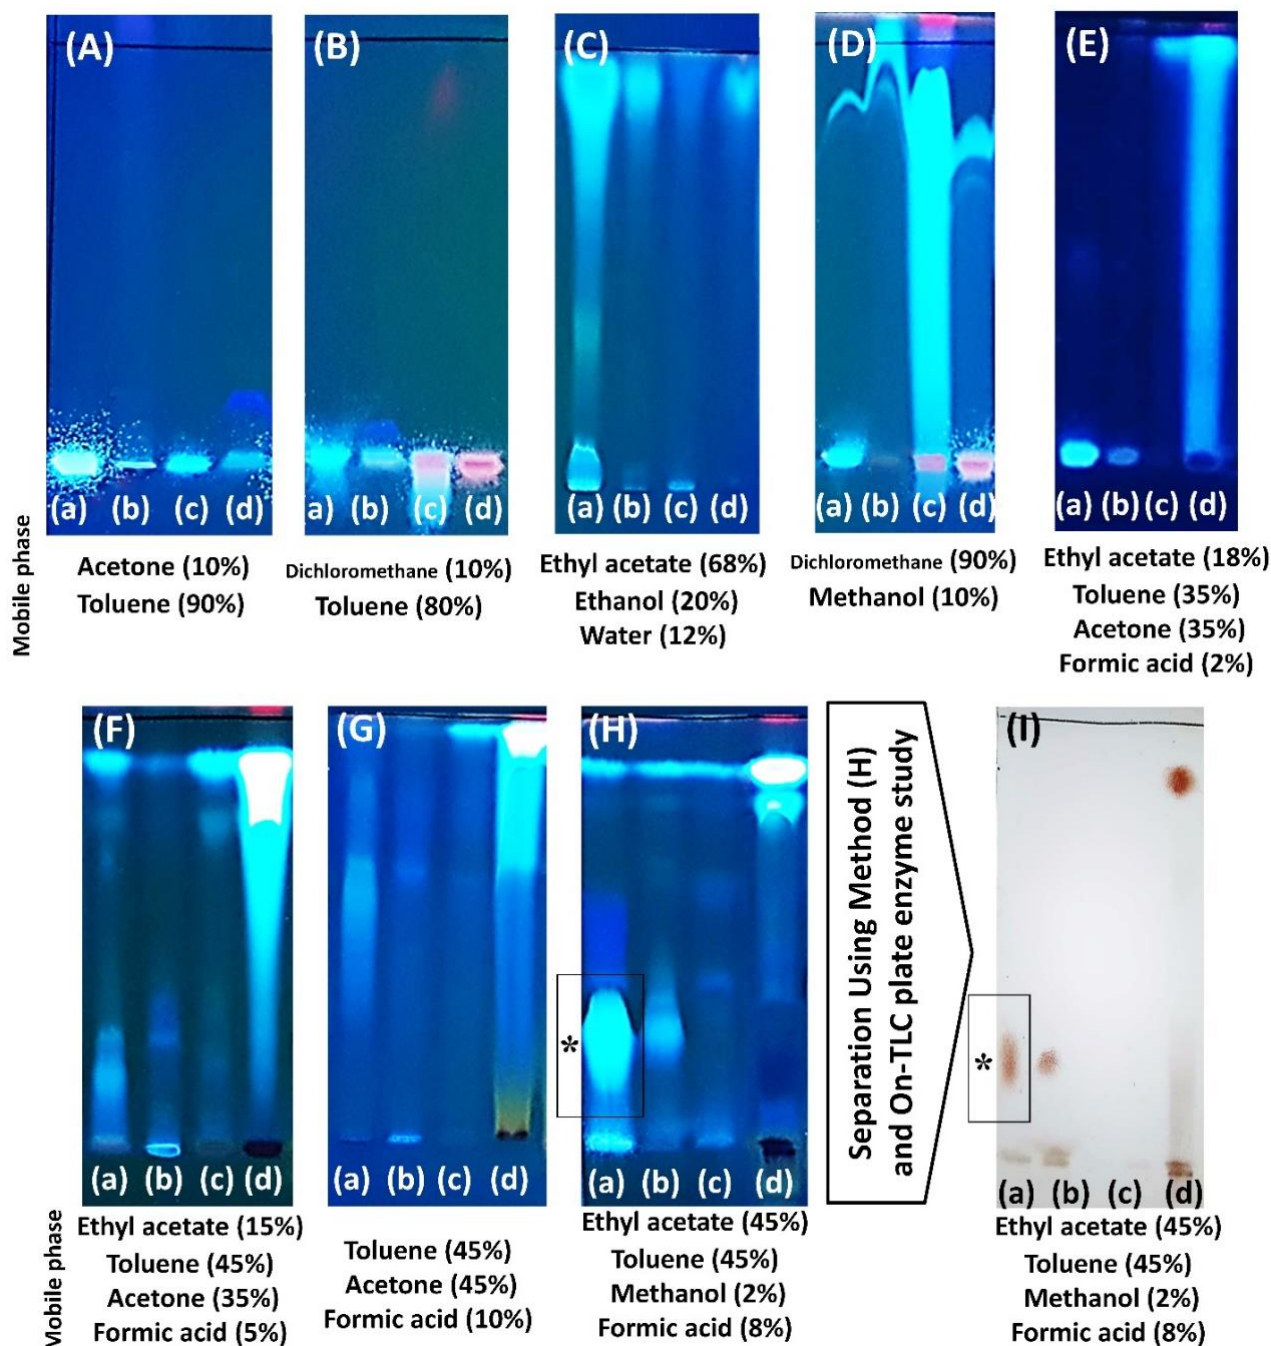 (A)
(a) (b) (c) (d)
(B)
a) (b) (c) (d)
(C)
(a) (b) (c) (d)
(D)
(a) (b) (c) (d)
(E)
(a) (b) (c) (d)
Mobile phase
Acetone (10%)
Toluene (90%)
Dichloromethane (10%)
Toluene (80%)
Ethyl acetate (68%)
Ethanol (20%)
Water (12%)
Dichloromethane (90%)
Methanol (10%)
Ethyl acetate (18%)
Toluene (35%)
Acetone (35%)
Formic acid (2%)
(F)
(a) (b) (c) (d)
(G)
(a) (b) (c) (d)
(H)
*
(a) (b) (c) (d)
Separation Using Method (H)
and On-TLC plate enzyme study
(I)
*
(a) (b) (c) (d)
Mobile phase
Ethyl acetate (15%)
Toluene (45%)
Acetone (35%)
Formic acid (5%)
Toluene (45%)
Acetone (45%)
Formic acid (10%)
Ethyl acetate (45%)
Toluene (45%)
Methanol (2%)
Formic acid (8%)
Ethyl acetate (45%)
Toluene (45%)
Methanol (2%)
Formic acid (8%)